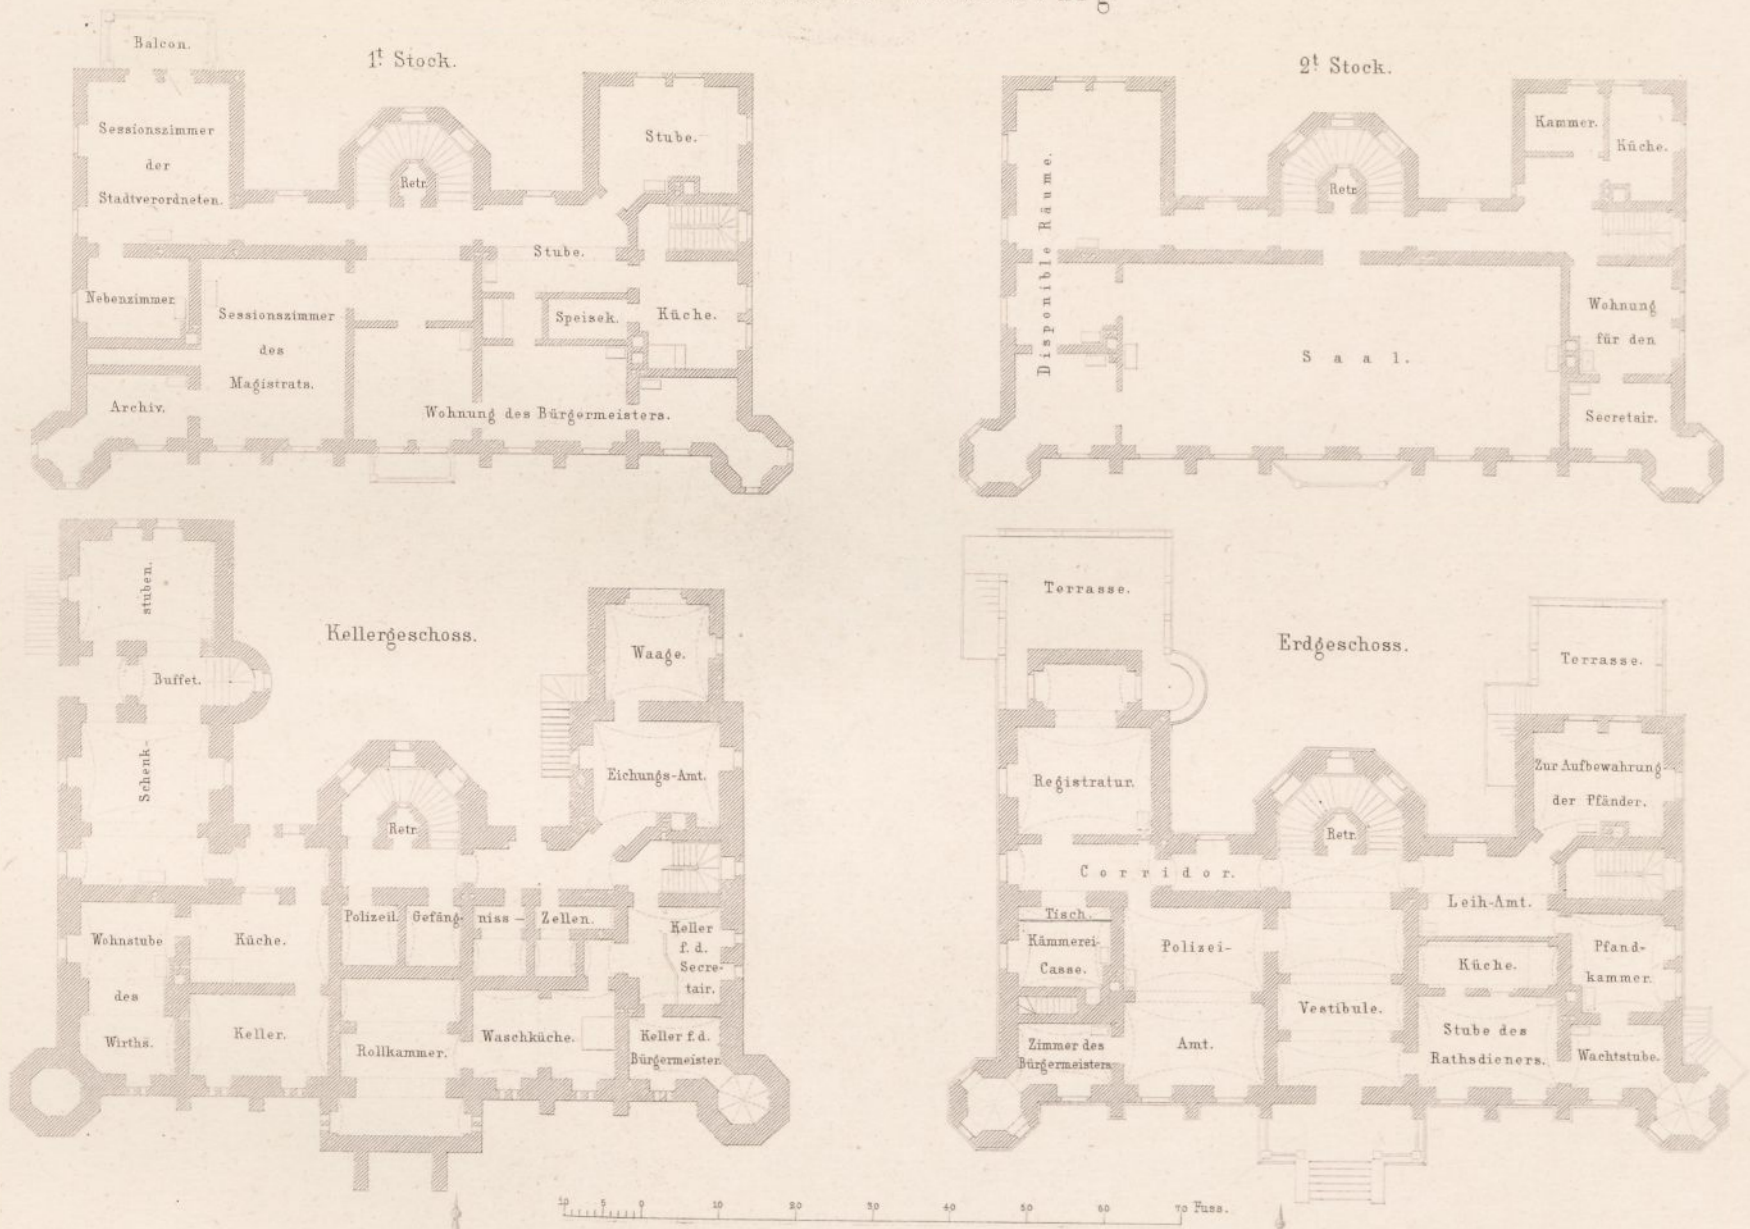 1t. Stock.
Balcon.
Sessionszimmer
der
Stadtverordneten.
Retr.
Stube.
Stube.
Nebenzimmer.
Sessionszimmer
des
Magistrats.
Speisek.
Küche.
Archiv.
Wohnung des Bürgermeisters.
2t Stock.
Disponible Räume.
Retr.
Kammer.
Küche.
Saal.
Wohnung
für den
Secretair.
Kellergeschoss.
Schenk-
stuben.
Buffet.
Waage.
Eichungs-Amt.
Retr.
Polizeil. Gefäng- niss- Zellen.
Wohnstube
des
Wirths.
Küche.
Keller.
Rollkammer.
Waschküche.
Keller
f. d.
Secre-
tair.
Keller f. d.
Bürgermeister.
Erdgeschoss.
Terrasse.
Terrasse.
Registratur.
Retr.
Zur Aufbewahrung
der Pfänder.
Corridor.
Tisch.
Kämmerei-
Casse.
Polizei-
Amt.
Zimmer des
Bürgermeisters
Vestibule.
Leih-Amt.
Küche.
Pfand-
kammer.
Stube des
Rathsdieners.
Wachtstube.
10 5 0 10 20 30 40 50 60 70 Fuss.